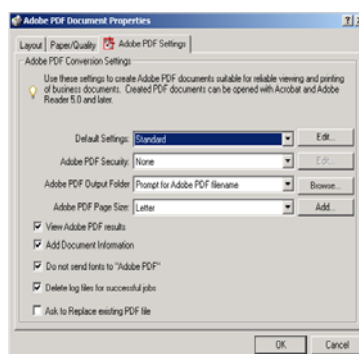 Adobe PDF Document Properties
Layout
Paper/Quality
Adobe PDF Settings
Adobe PDF Conversion Settings
Use these settings to create Adobe PDF documents suitable for reliable viewing and printing
of business documents. Created PDF documents can be opened with Acrobat and Adobe
Reader 5.0 and later.
Default Settings: Standard Edit...
Adobe PDF Security: None Edit...
Adobe PDF Output Folder Prompt for Adobe PDF filename Browse...
Adobe PDF Page Size: Letter Add...
View Adobe PDF results
Add Document Information
Do not send fonts to "Adobe PDF"
Delete log files for successful jobs
Ask to Replace existing PDF file
OK Cancel